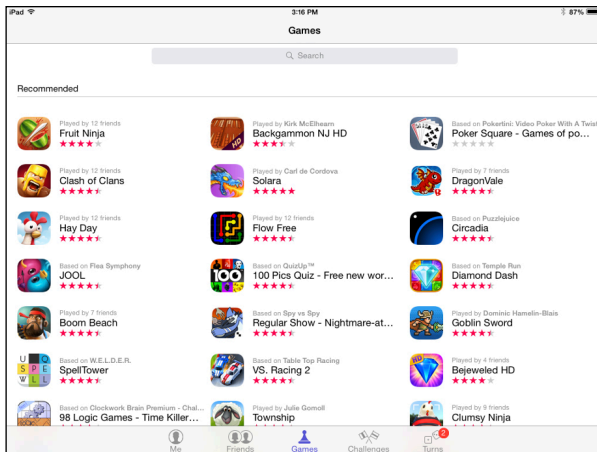 iPad
3:16 PM
87%
Games
Search
Recommended
Played by 12 friends
Fruit Ninja
Played by Kirk McElhearn
Backgammon NJ HD
HD
Based on Pokertini: Video Poker With A Twist
Poker Square - Games of po...
Played by 12 friends
Clash of Clans
Played by Carl de Cordova
Solara
Played by 7 friends
DragonVale
Played by 12 friends
Hay Day
Played by 12 friends
Flow Free
Based on Puzzlejuice
Circadia
Based on Flea Symphony
JOOL
100
Based on QuizUp™
100 Pics Quiz - Free new wor...
Based on Temple Run
Diamond Dash
Played by 7 friends
Boom Beach
Based on Spy vs Spy
Regular Show - Nightmare-at...
Played by Dominic Hamelin-Blais
Goblin Sword
Based on W.E.L.D.E.R.
SpellTower
Based on Table Top Racing
VS. Racing 2
HD
Played by 4 friends
Bejeweled HD
Based on Clockwork Brain Premium - Chal...
98 Logic Games - Time Killer...
Played by Julie Gomoll
Township
Played by 6 friends
Clumsy Ninja
Me
Friends
Games
Challenges
2
Turns